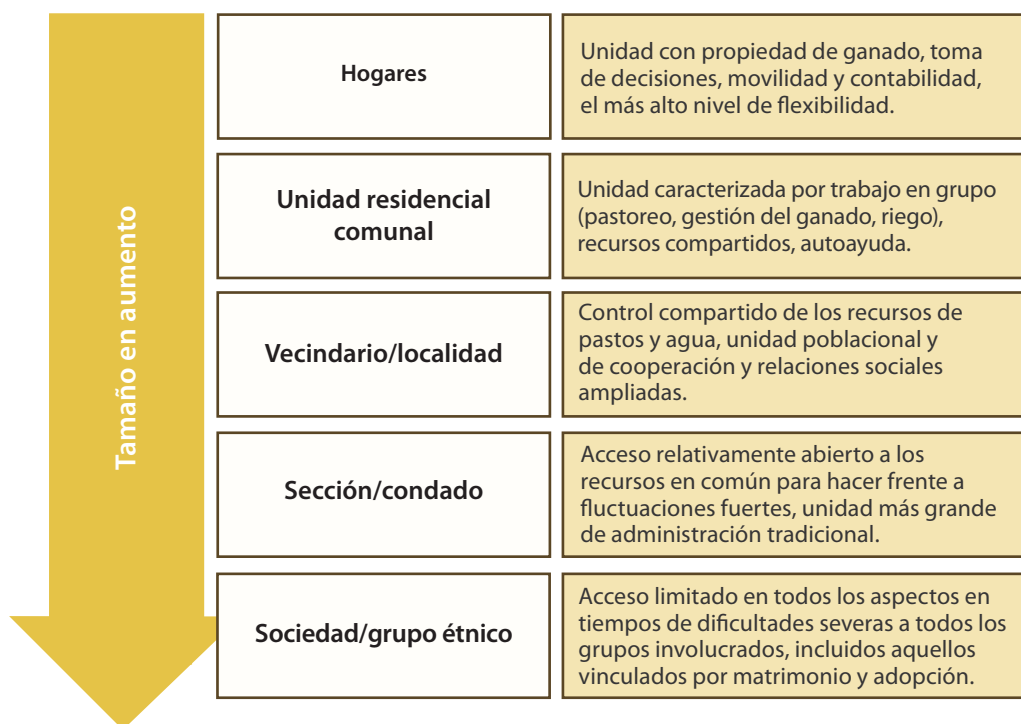 Tamaño en aumento
Hogares
Unidad con propiedad de ganado, toma
de decisiones, movilidad y contabilidad,
el más alto nivel de flexibilidad.
Unidad residencial
comunal
Unidad caracterizada por trabajo en grupo
(pastoreo, gestión del ganado, riego),
recursos compartidos, autoayuda.
Vecindario/localidad
Control compartido de los recursos de
pastos y agua, unidad poblacional y
de cooperación y relaciones sociales
ampliadas.
Sección/condado
Acceso relativamente abierto a los
recursos en común para hacer frente a
fluctuaciones fuertes, unidad más grande
de administración tradicional.
Sociedad/grupo étnico
Acceso limitado en todos los aspectos en
tiempos de dificultades severas a todos los
grupos involucrados, incluidos aquellos
vinculados por matrimonio y adopción.